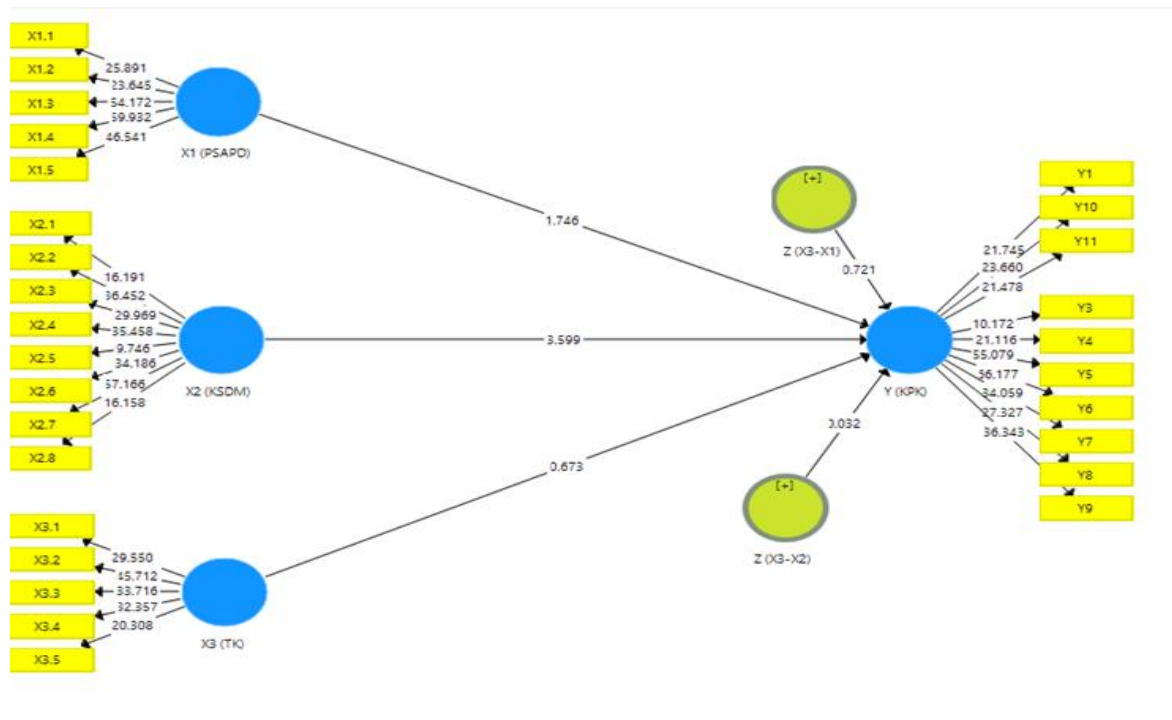 X1.1
X1.2
X1.3
X1.4
X1.5
25.891
23.645
54.172
59.932
46.541
X1 (PSAPD)
X2.1
X2.2
X2.3
X2.4
X2.5
X2.6
X2.7
X2.8
16.191
36.452
29.969
35.458
9.746
34.186
57.166
16.158
X2 (KSDM)
X3.1
X3.2
X3.3
X3.4
X3.5
29.550
45.712
33.716
32.357
20.308
X3 (TK)
1.746
3.599
0.673
[+]
Z (X3-X1)
0.721
[+]
Z (X3-X2)
Y (KPK)
21.745
23.660
21.478
10.172
21.116
55.079
56.177
34.059
27.327
36.343
Y1
Y10
Y11
Y3
Y4
Y5
Y6
Y7
Y8
Y9